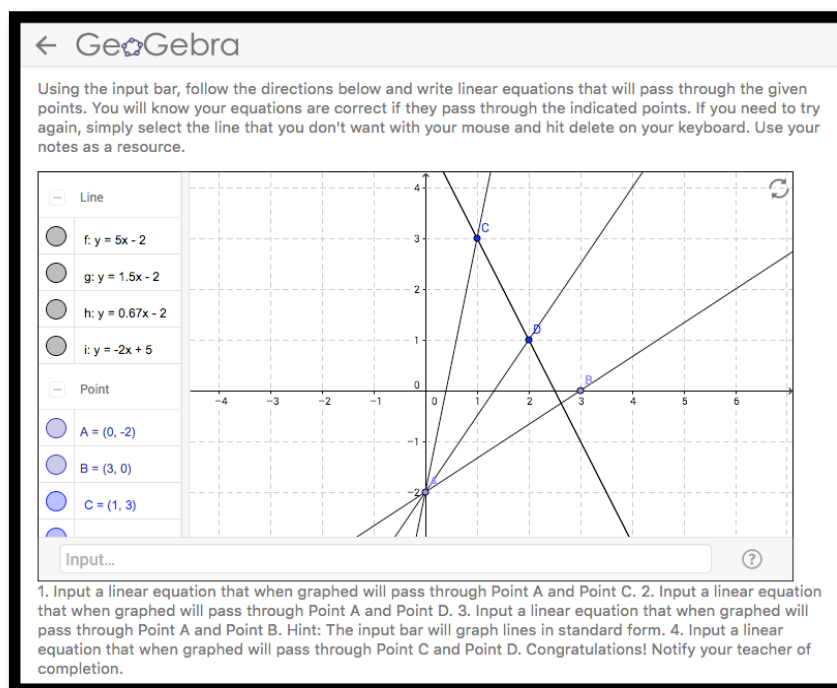 GeoGebra
Using the input bar, follow the directions below and write linear equations that will pass through the given
points. You will know your equations are correct if they pass through the indicated points. If you need to try
again, simply select the line that you don't want with your mouse and hit delete on your keyboard. Use your
notes as a resource.
Line
f: y = 5x - 2
g: y = 1.5x - 2
h: y = 0.67x - 2
i: y = -2x + 5
Point
A = (0, -2)
B = (3, 0)
C = (1, 3)
4
C
3
2
D
1
B
0
-4 -3 -2 -1 0 1 2 3 4 5 6
-1
A
-2
Input...
?
1. Input a linear equation that when graphed will pass through Point A and Point C. 2. Input a linear equation
that when graphed will pass through Point A and Point D. 3. Input a linear equation that when graphed will
pass through Point A and Point B. Hint: The input bar will graph lines in standard form. 4. Input a linear
equation that when graphed will pass through Point C and Point D. Congratulations! Notify your teacher of
completion.